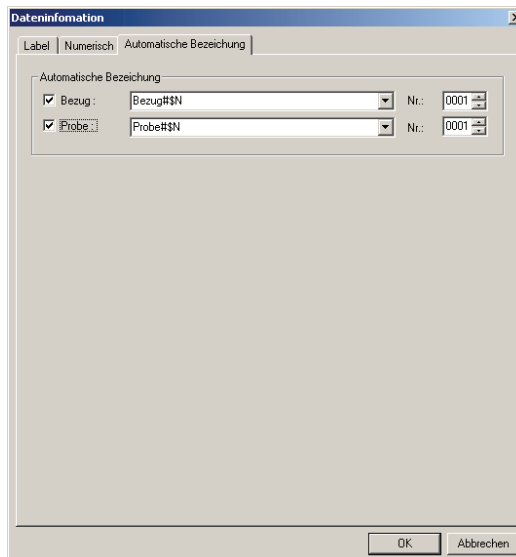 Dateninfomation
Label Numerisch Automatische Bezeichung
Automatische Bezeichung
Bezug : Bezug#$N Nr.: 0001
Probe : Probe#$N Nr.: 0001
OK Abbrechen